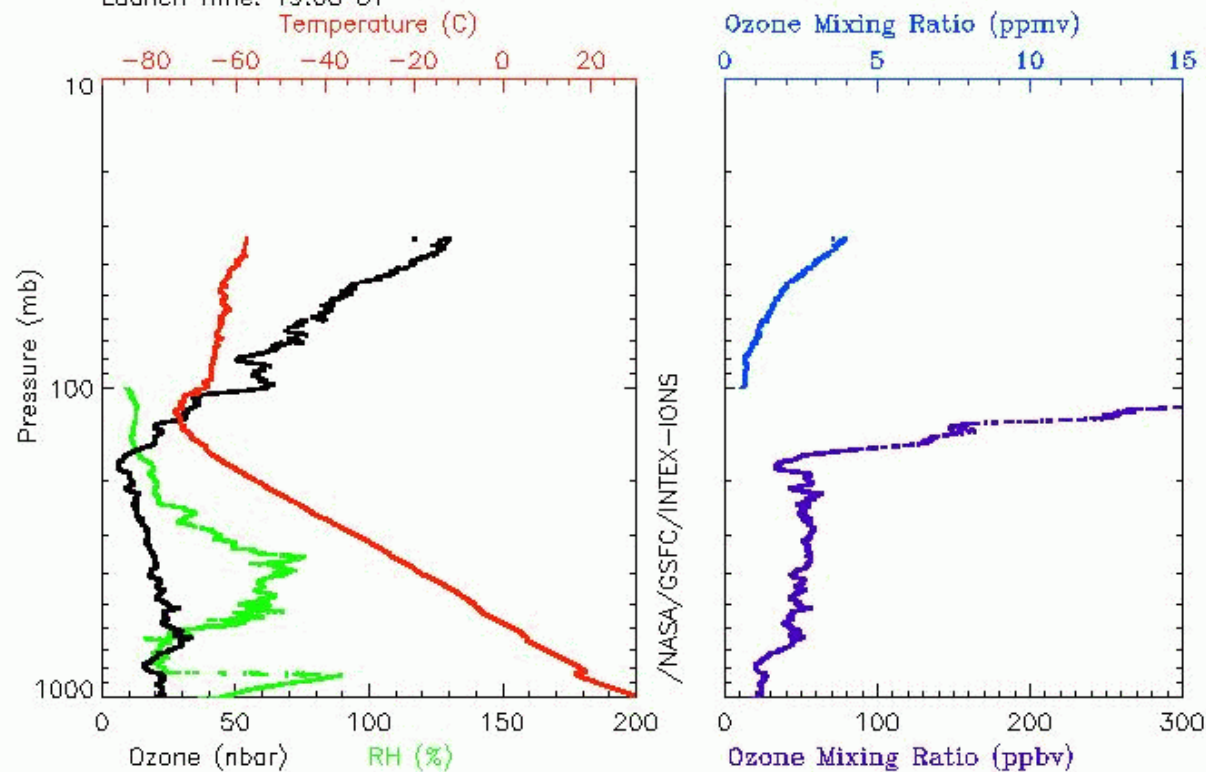 Temperature (C)
-80 -60 -40 -20 0 20
Ozone Mixing Ratio (ppmv)
0 5 10 15
10
100
1000
Pressure (mb)
0 50 100 150 200
Ozone (nbar) RH (%)
/NASA/GSFC/INTEX-IONS
0 100 200 300
Ozone Mixing Ratio (ppbv)